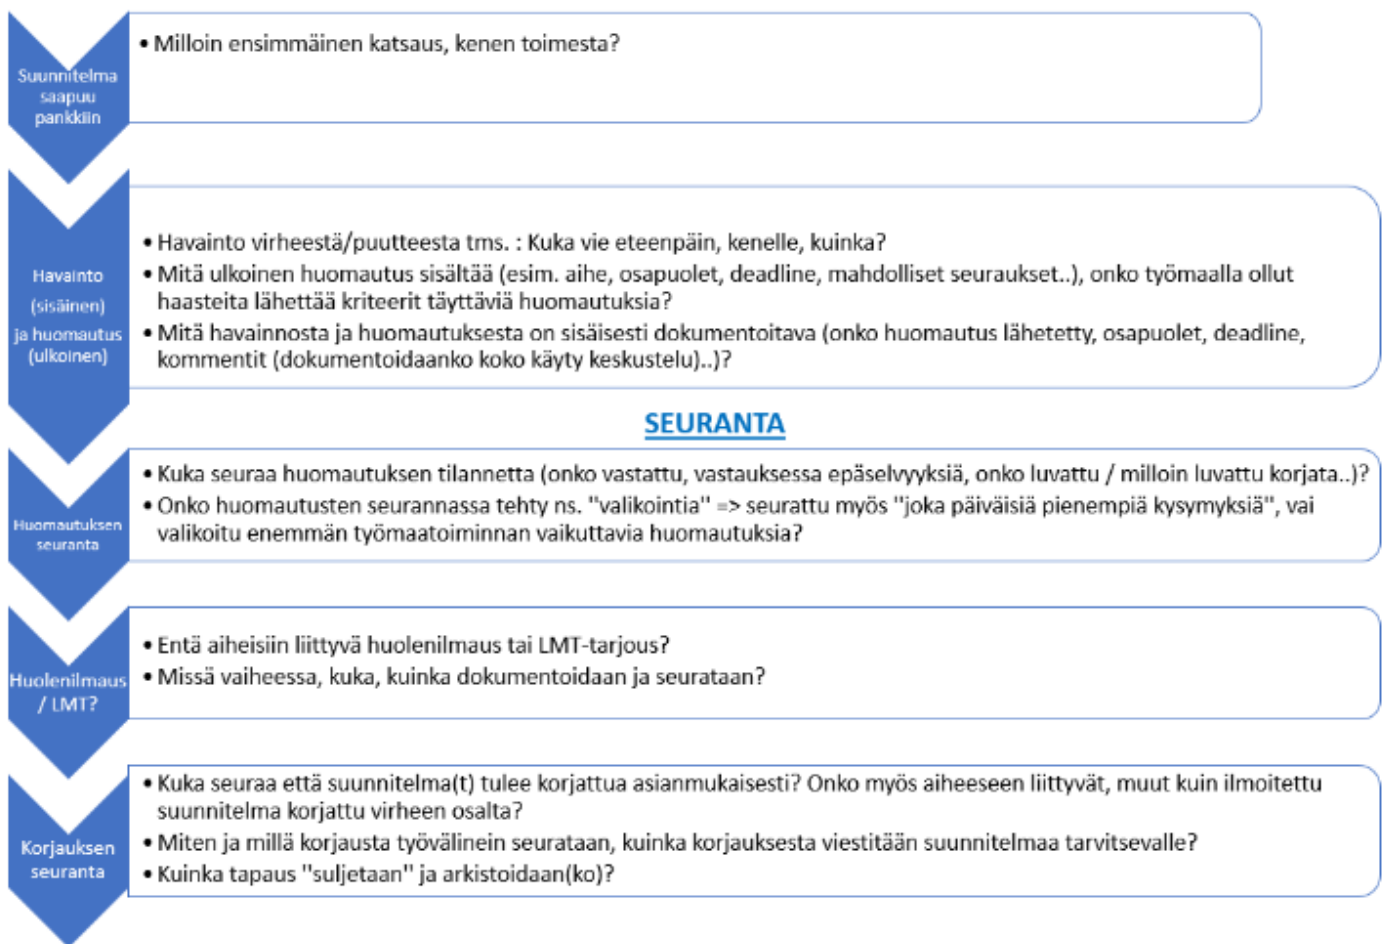 Suunnitelma
saapuu
pankkiin
• Milloin ensimmäinen katsaus, kenen toimesta?
Havainto
(sisäinen)
ja huomautus
(ulkoinen)
• Havainto virheestä/puutteesta tms. : Kuka vie eteenpäin, kenelle, kuinka?
• Mitä ulkoinen huomautus sisältää (esim. aihe, osapuolet, deadline, mahdolliset seuraukset..), onko työmaalla ollut
haasteita lähettää kriteerit täyttäviä huomautuksia?
• Mitä havainnosta ja huomautuksesta on sisäisesti dokumentoitava (onko huomautus lähetetty, osapuolet, deadline,
kommentit (dokumentoidaanko koko käyty keskustelu)..)?
SEURANTA
Huomautuksen
seuranta
• Kuka seuraa huomautuksen tilannetta (onko vastattu, vastauksessa epäselvyyksiä, onko luvattu / milloin luvattu korjata..)?
• Onko huomautusten seurannassa tehty ns. "valikointia" => seurattu myös "joka päiväisiä pienempiä kysymyksiä", vai
valikoitu enemmän työmaatoiminnan vaikuttavia huomautuksia?
Huolenilmaus
/ LMT?
• Entä aiheisiin liittyvä huolenilmaus tai LMT-tarjous?
• Missä vaiheessa, kuka, kuinka dokumentoidaan ja seurataan?
Korjauksen
seuranta
• Kuka seuraa että suunnitelma(t) tulee korjattua asianmukaisesti? Onko myös aiheeseen liittyvät, muut kuin ilmoitettu
suunnitelma korjattu virheen osalta?
• Miten ja millä korjausta työvälinein seurataan, kuinka korjauksesta viestitään suunnitelmaa tarvitsevalle?
• Kuinka tapaus "suljetaan" ja arkistoidaan(ko)?